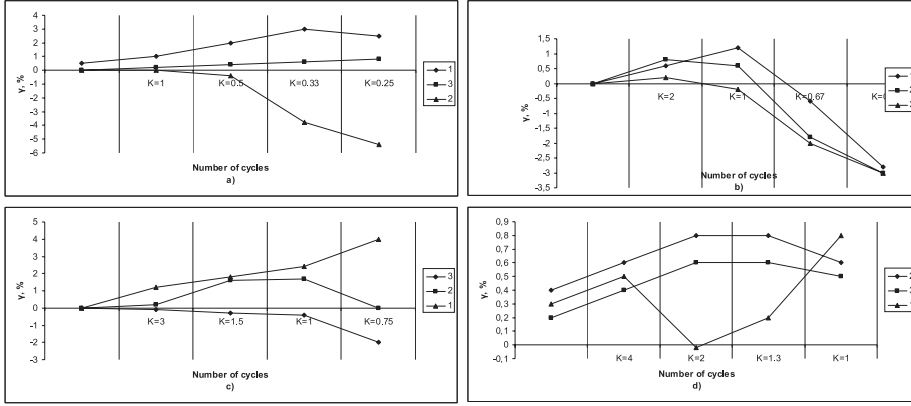 4
3
2
1
0
-1
-2
-3
-4
-5
-6
γ, %
K=1
K=0.5
K=0.33
K=0.25
1
3
2
Number of cycles
a)
1,5
1
0,5
0
-0,5
-1
-1,5
-2
-2,5
-3
-3,5
γ, %
K=2
K=1
K=0,67
Number of cycles
b)
5
4
3
2
1
0
-1
-2
-3
γ, %
K=3
K=1,5
K=1
K=0.75
3
2
1
Number of cycles
c)
0,9
0,8
0,7
0,6
0,5
0,4
0,3
0,2
0,1
0
-0,1
γ, %
K=4
K=2
K=1.3
K=1
Number of cycles
d)